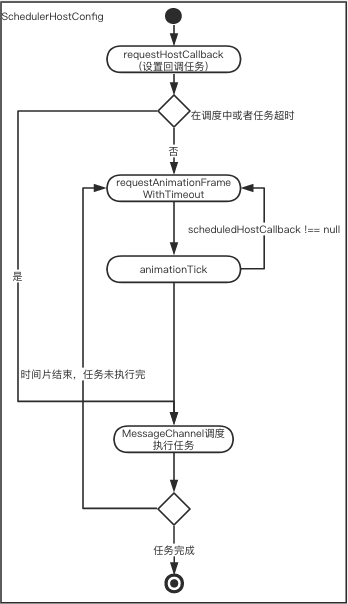 SchedulerHostConfig
requestHostCallback
（设置回调任务）
在调度中或者任务超时
否
requestAnimationFrame
WithTimeout
scheduledHostCallback !== null
animationTick
是
时间片结束，任务未执行完
MessageChannel调度
执行任务
任务完成